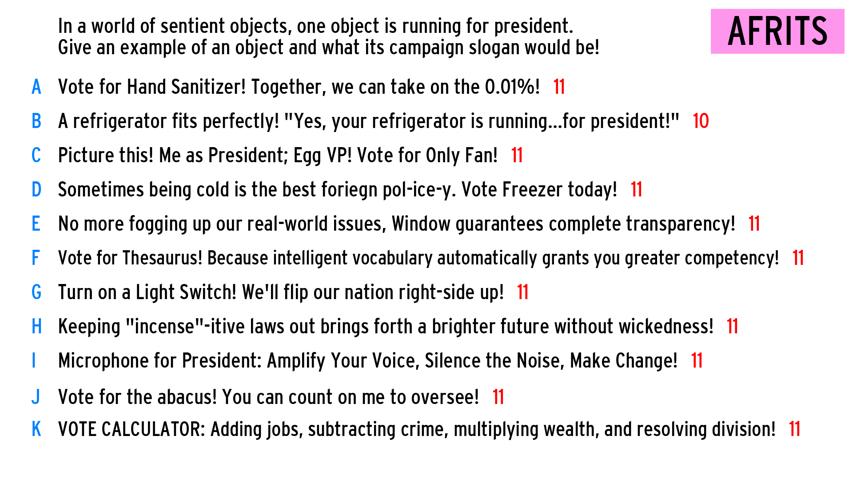 In a world of sentient objects, one object is running for president.
Give an example of an object and what its campaign slogan would be!
AFRITS
A Vote for Hand Sanitizer! Together, we can take on the 0.01%! 11
B A refrigerator fits perfectly! "Yes, your refrigerator is running...for president!" 10
C Picture this! Me as President; Egg VP! Vote for Only Fan! 11
D Sometimes being cold is the best foriegn pol-ice-y. Vote Freezer today! 11
E No more fogging up our real-world issues, Window guarantees complete transparency! 11
F Vote for Thesaurus! Because intelligent vocabulary automatically grants you greater competency! 11
G Turn on a Light Switch! We'll flip our nation right-side up! 11
H Keeping "incense"-itive laws out brings forth a brighter future without wickedness! 11
I Microphone for President: Amplify Your Voice, Silence the Noise, Make Change! 11
J Vote for the abacus! You can count on me to oversee! 11
K VOTE CALCULATOR: Adding jobs, subtracting crime, multiplying wealth, and resolving division! 11